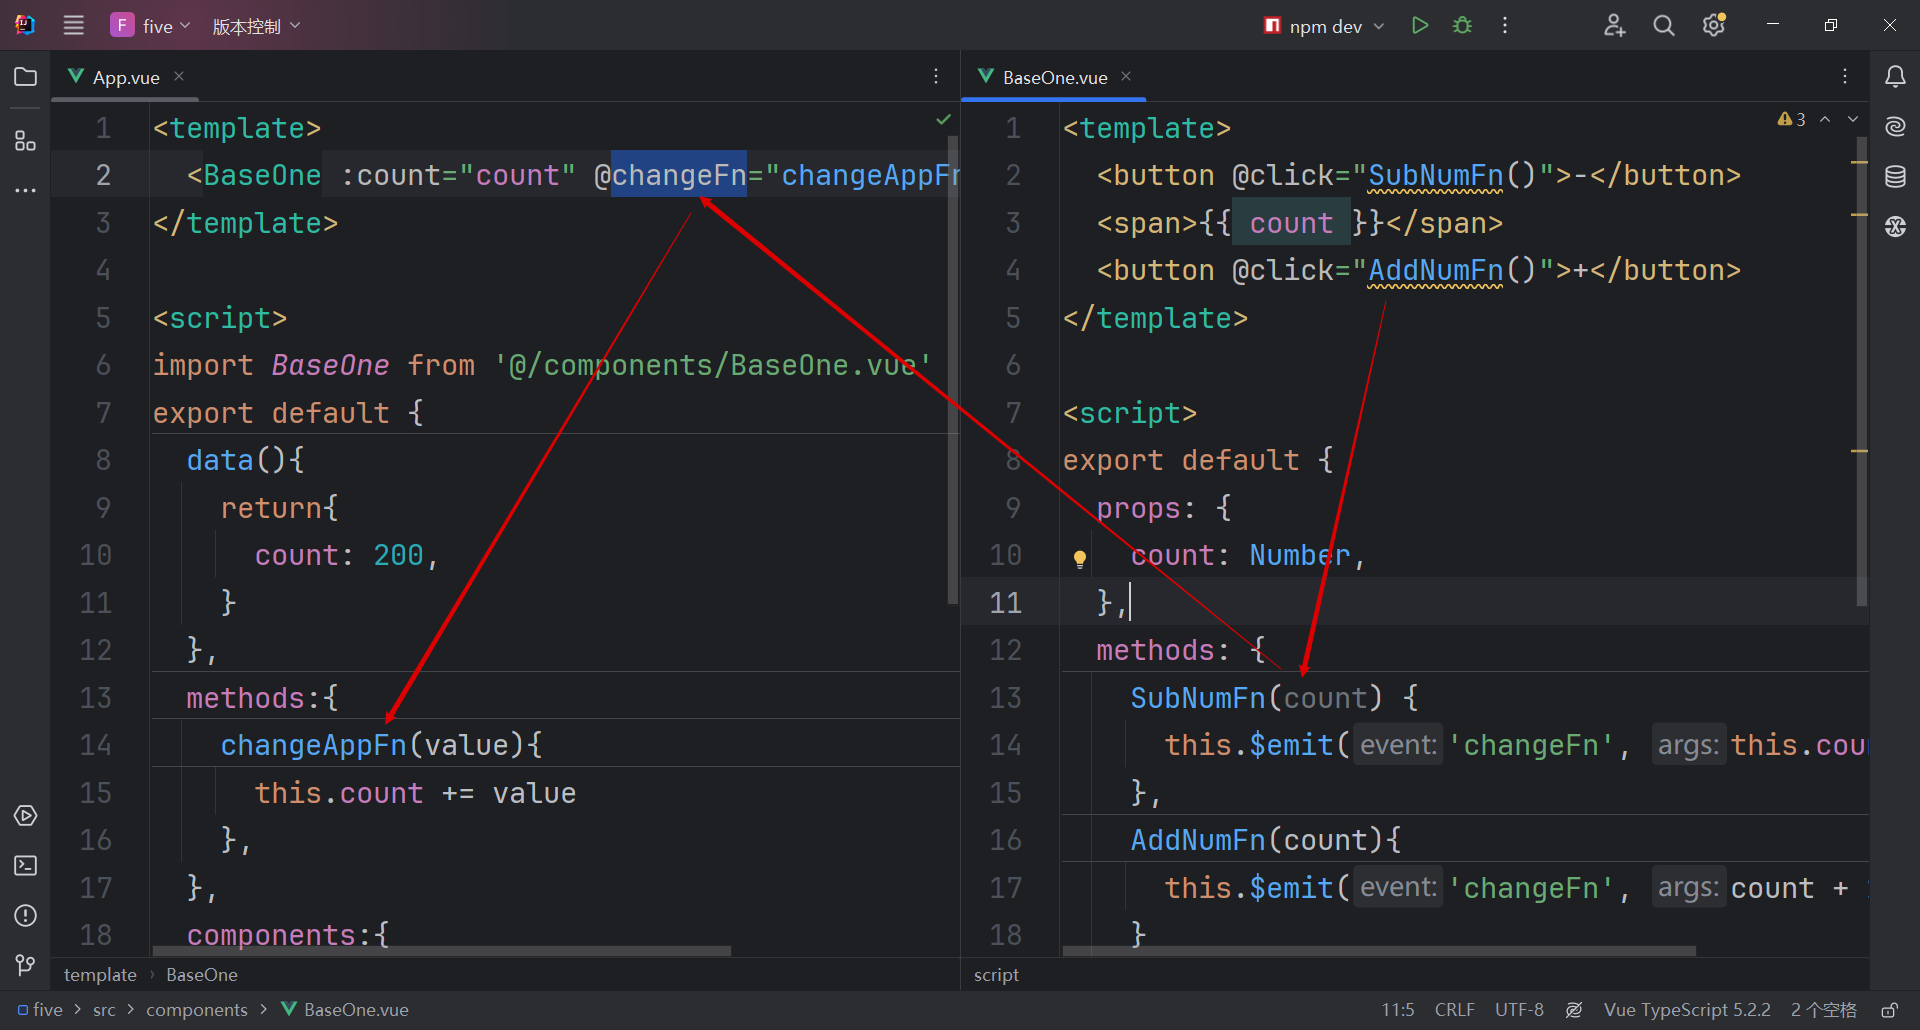 F five 版本控制 npm dev
App.vue
1 <template>
2 <BaseOne :count="count" @changeFn="changeAppFn
3 </template>
4
5 <script>
6 import BaseOne from '@/components/BaseOne.vue'
7 export default {
8 data(){
9 return{
10 count: 200,
11 }
12 },
13 methods:{
14 changeAppFn(value){
15 this.count += value
16 },
17 },
18 components:{
template › BaseOne
BaseOne.vue
3
1 <template>
2 <button @click="SubNumFn()">-</button>
3 <span>{{ count }}</span>
4 <button @click="AddNumFn()">+</button>
5 </template>
6
7 <script>
8 export default {
9 props: {
10 count: Number,
11 },
12 methods: {
13 SubNumFn(count) {
14 this.$emit( event: 'changeFn', args: this.cou
15 },
16 AddNumFn(count){
17 this.$emit( event: 'changeFn', args: count +
18 }
script
five > src > components > BaseOne.vue
11:5 CRLF UTF-8 Vue TypeScript 5.2.2 2 个空格